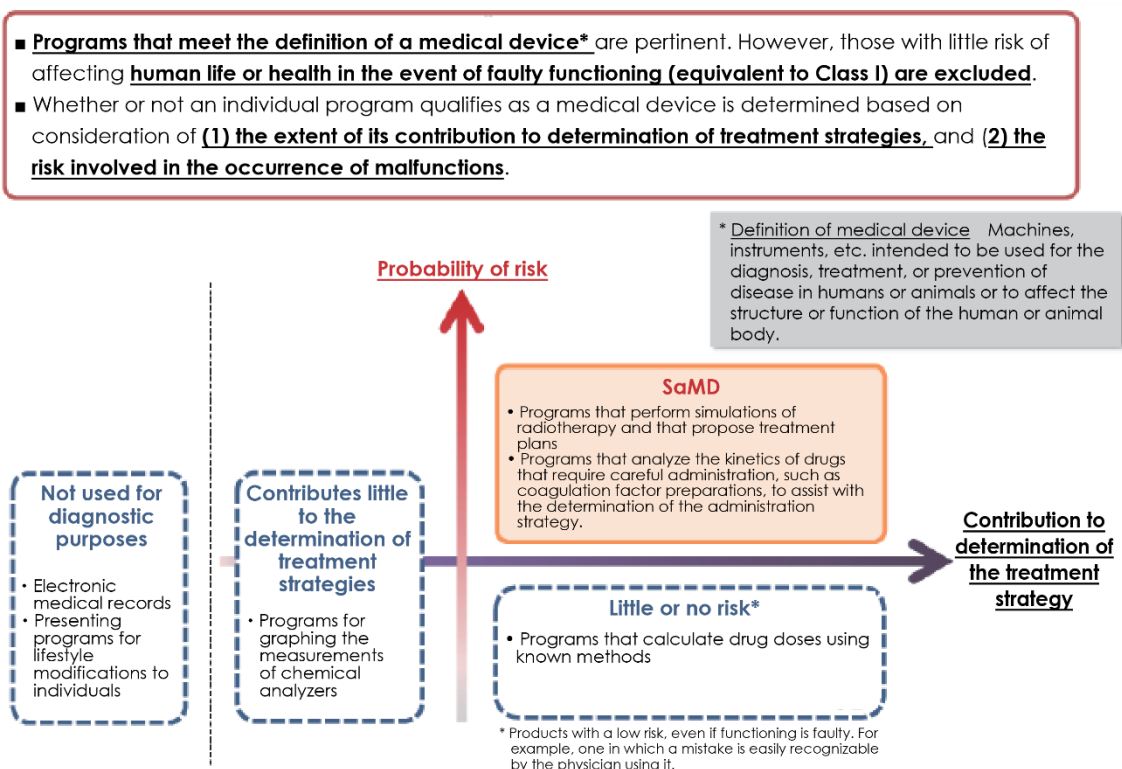 ■ Programs that meet the definition of a medical device* are pertinent. However, those with little risk of
affecting human life or health in the event of faulty functioning (equivalent to Class I) are excluded.
■ Whether or not an individual program qualifies as a medical device is determined based on
consideration of (1) the extent of its contribution to determination of treatment strategies, and (2) the
risk involved in the occurrence of malfunctions.
* Definition of medical device Machines,
instruments, etc. intended to be used for the
diagnosis, treatment, or prevention of
disease in humans or animals or to affect the
structure or function of the human or animal
body.
Probability of risk
SaMD
• Programs that perform simulations of
radiotherapy and that propose treatment
plans
• Programs that analyze the kinetics of drugs
that require careful administration, such as
coagulation factor preparations, to assist with
the determination of the administration
strategy.
Not used for
diagnostic
purposes
・Electronic
medical records
・Presenting
programs for
lifestyle
modifications to
individuals
Contributes little
to the
determination of
treatment
strategies
・Programs for
graphing the
measurements
of chemical
analyzers
Contribution to
determination of
the treatment
strategy
Little or no risk*
• Programs that calculate drug doses using
known methods
* Products with a low risk, even if functioning is faulty. For
example, one in which a mistake is easily recognizable
by the physician using it.